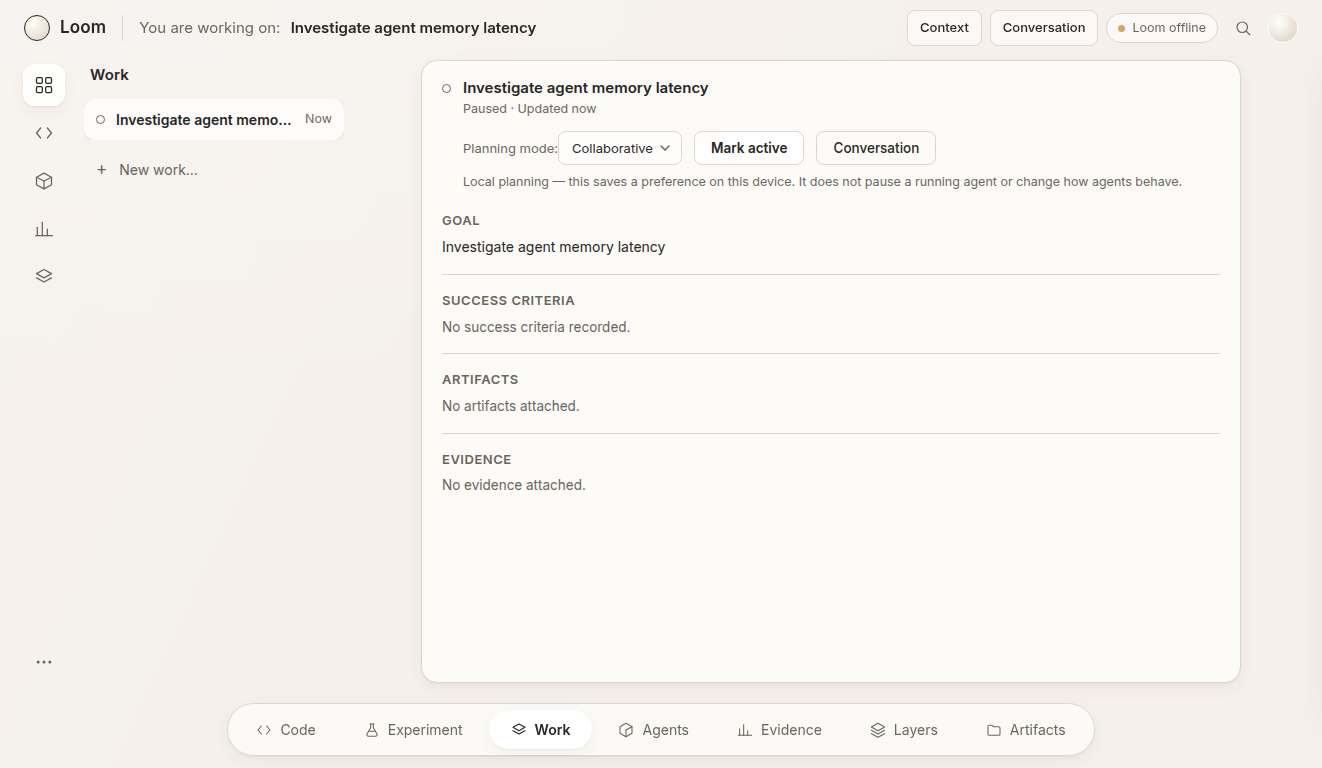 Loom
You are working on: Investigate agent memory latency
Context
Conversation
Loom offline
Work
Investigate agent memo... Now
+ New work...
Investigate agent memory latency
Paused · Updated now
Planning mode: Collaborative
Mark active
Conversation
Local planning — this saves a preference on this device. It does not pause a running agent or change how agents behave.
GOAL
Investigate agent memory latency
SUCCESS CRITERIA
No success criteria recorded.
ARTIFACTS
No artifacts attached.
EVIDENCE
No evidence attached.
Code
Experiment
Work
Agents
Evidence
Layers
Artifacts